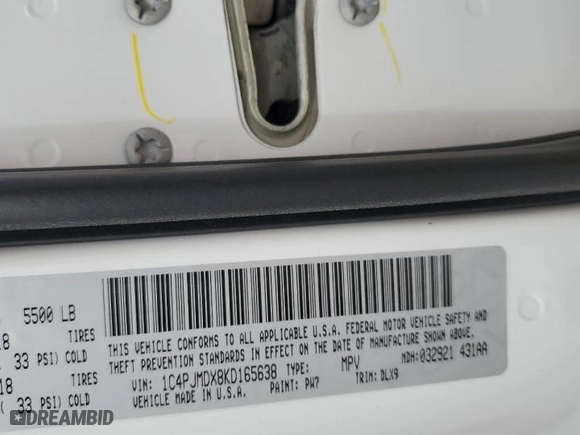 5500 LB
18 TIRES
33 PSI) COLD
18 TIRES
( 33 PSI) COLD
THIS VEHICLE CONFORMS TO ALL APPLICABLE U.S.A. FEDERAL MOTOR VEHICLE SAFETY AND
THEFT PREVENTION STANDARDS IN EFFECT ON THE DATE OF MANUFACTURE SHOWN ABOVE.
VIN: 1C4PJMDX8KD165638 TYPE: MPV MDH: 032921 431AA
VEHICLE MADE IN U.S.A. PAINT: PW7 TRIM: DLX9
DREAMBID